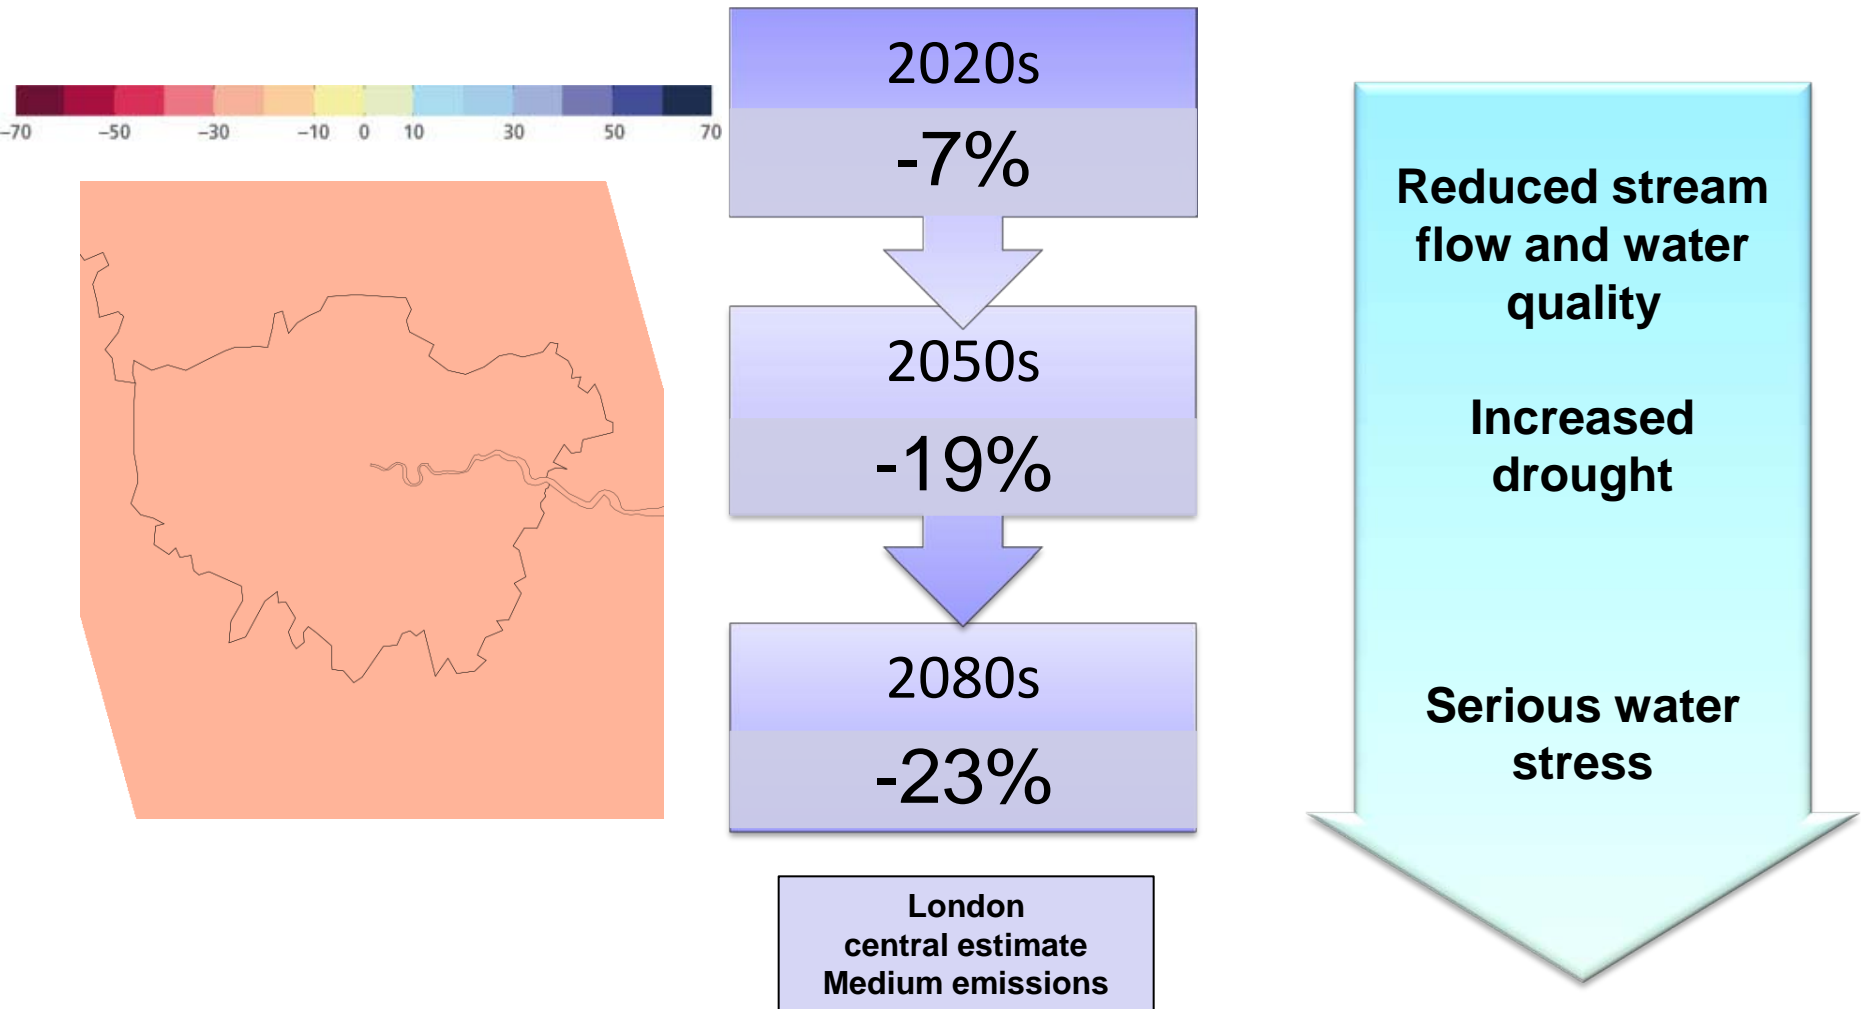 –70 –50 –30 –10 0 10 30 50 70
2020s
-7%
2050s
-19%
2080s
-23%
London
central estimate
Medium emissions
Reduced stream
flow and water
quality
Increased
drought
Serious water
stress